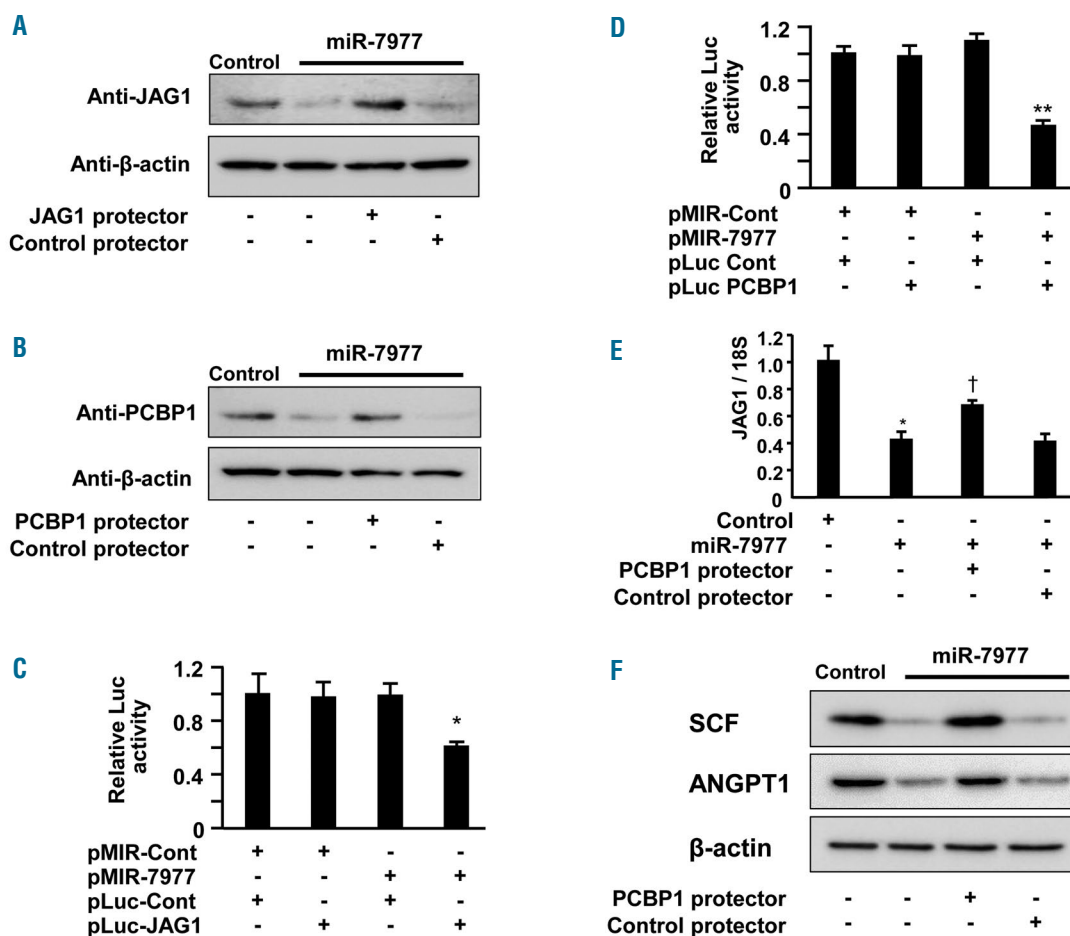 A
miR-7977
Control
Anti-JAG1
Anti-β-actin
JAG1 protector - - + -
Control protector - - - +
B
miR-7977
Control
Anti-PCBP1
Anti-β-actin
PCBP1 protector - - + -
Control protector - - - +
C
Relative Luc
activity
1.2
0.8
0.4
0
*
pMIR-Cont + + - -
pMIR-7977 - - + +
pLuc-Cont + - + -
pLuc-JAG1 - + - +
D
Relative Luc
activity
1.2
0.8
0.4
0
**
pMIR-Cont + + - -
pMIR-7977 - - + +
pLuc Cont + - + -
pLuc PCBP1 - + - +
E
JAG1 / 18S
1.2
1.0
0.8
0.6
0.4
0.2
0
*
†
Control + - - -
miR-7977 - + + +
PCBP1 protector - - + -
Control protector - - - +
F
miR-7977
Control
SCF
ANGPT1
β-actin
PCBP1 protector - - + -
Control protector - - - +